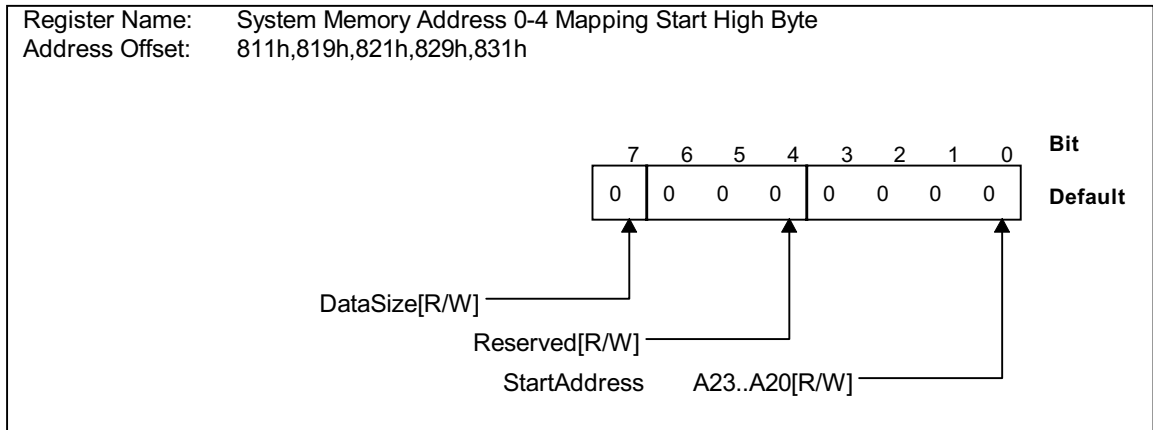 Register Name: System Memory Address 0-4 Mapping Start High Byte
Address Offset: 811h,819h,821h,829h,831h
7 6 5 4 3 2 1 0 Bit
0 0 0 0 0 0 0 0 Default
DataSize[R/W]
Reserved[R/W]
StartAddress A23..A20[R/W]